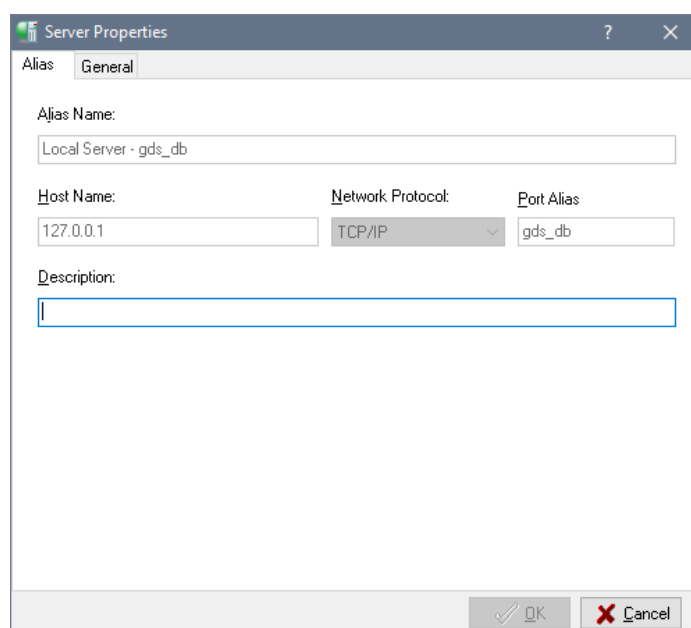 Server Properties
Alias General
Alias Name:
Local Server - gds_db
Host Name: Network Protocol: Port Alias
127.0.0.1 TCP/IP gds_db
Description:
OK Cancel